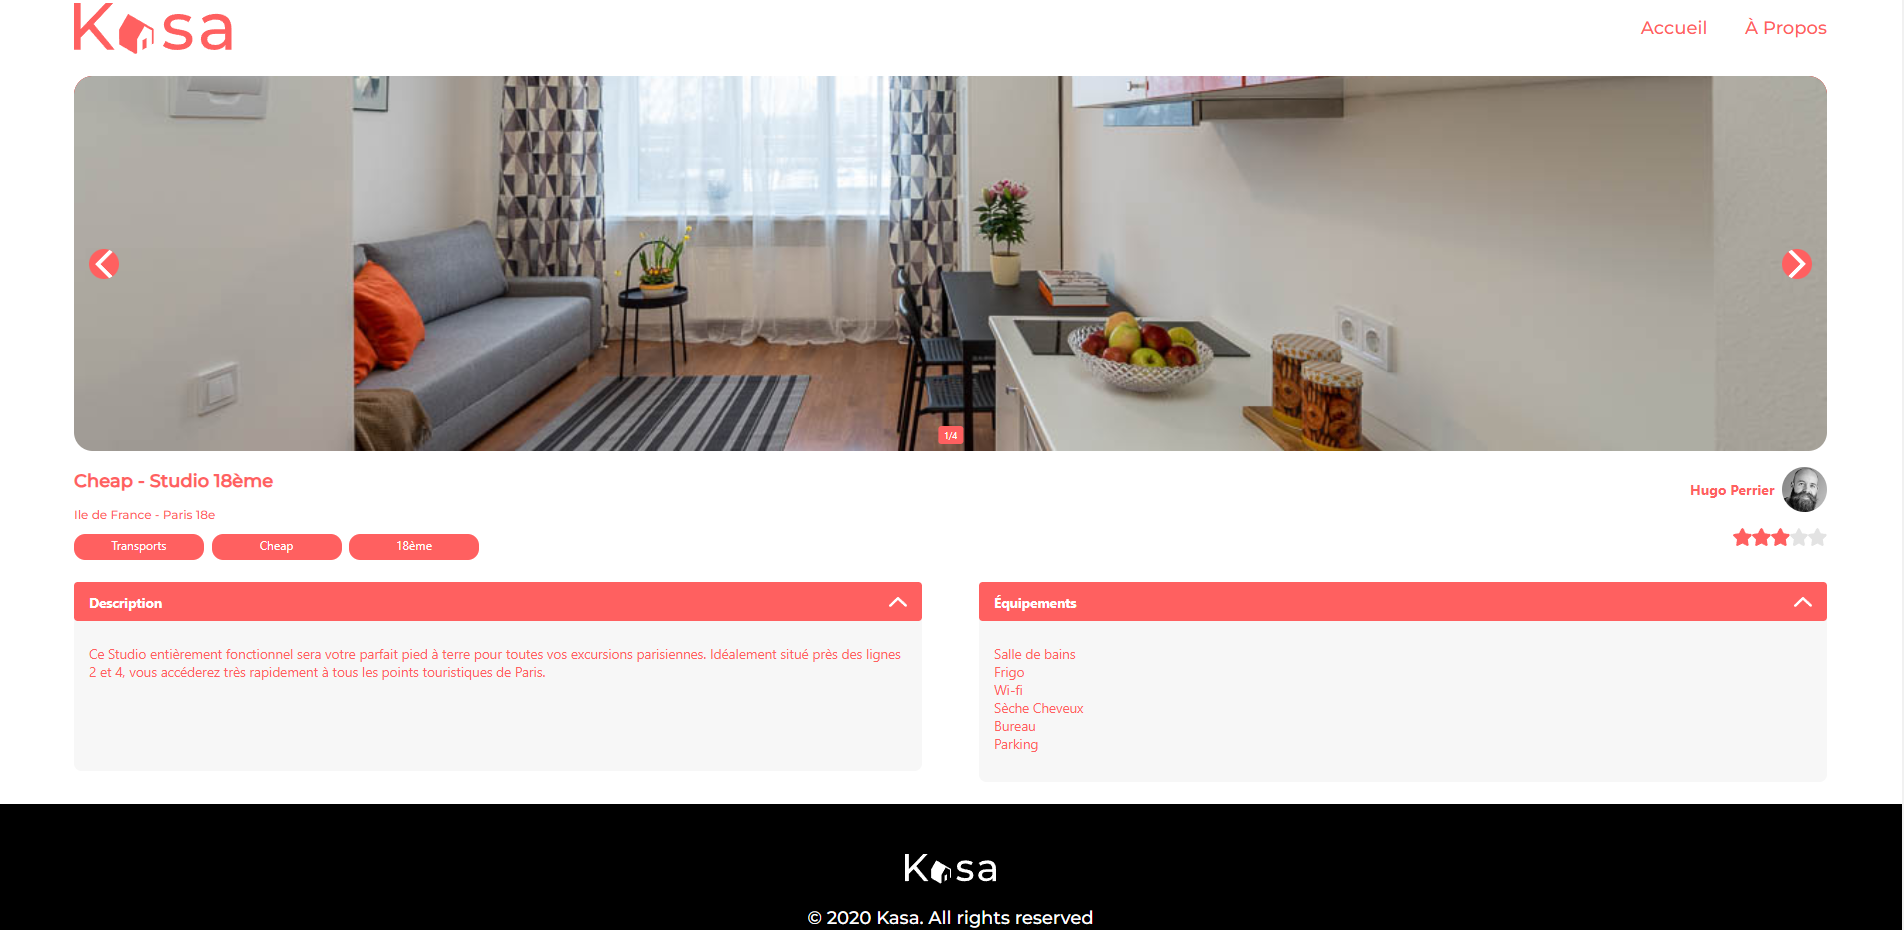 Kasa
Accueil À Propos
1/4
Cheap - Studio 18ème
Hugo Perrier
Ile de France - Paris 18e
Transports Cheap 18ème
Description
Ce Studio entièrement fonctionnel sera votre parfait pied à terre pour toutes vos excursions parisiennes. Idéalement situé près des lignes
2 et 4, vous accéderez très rapidement à tous les points touristiques de Paris.
Équipements
Salle de bains
Frigo
Wi-fi
Sèche Cheveux
Bureau
Parking
Kasa
© 2020 Kasa. All rights reserved